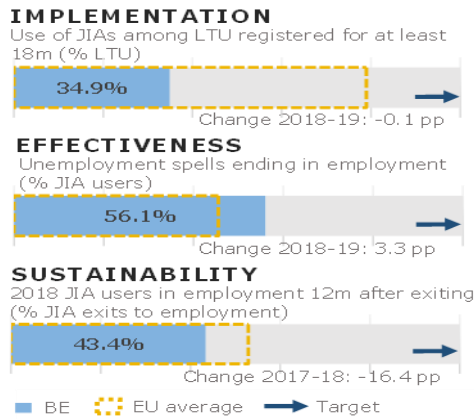 IMPLEMENTATION
Use of JIAs among LTU registered for at least
18m (% LTU)
34.9%
Change 2018-19: -0.1 pp
EFFECTIVENESS
Unemployment spells ending in employment
(% JIA users)
56.1%
Change 2018-19: 3.3 pp
SUSTAINABILITY
2018 JIA users in employment 12m after exiting
(% JIA exits to employment)
43.4%
Change 2017-18: -16.4 pp
BE EU average Target